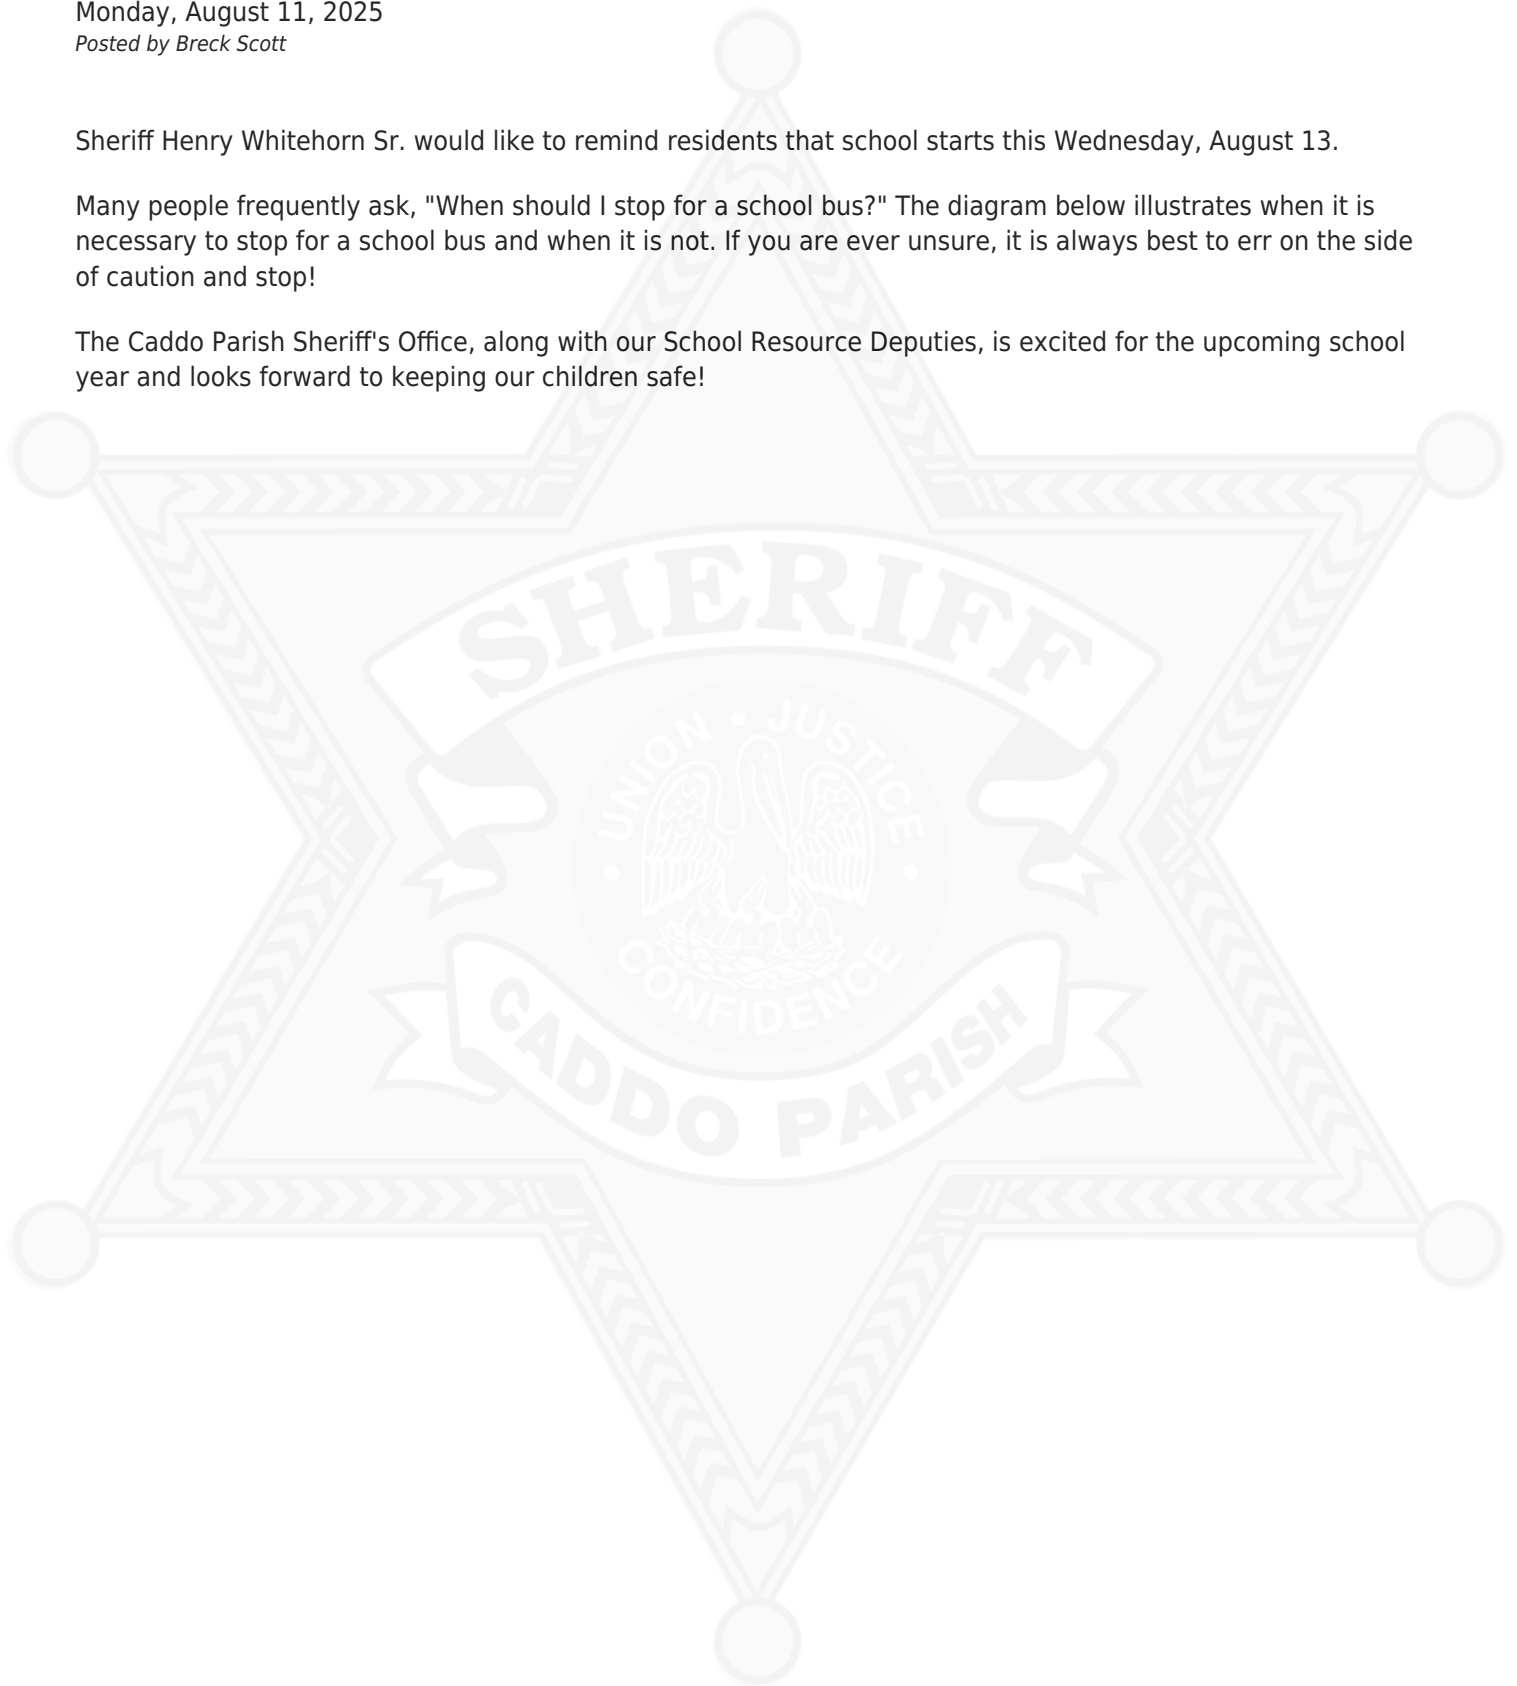 Monday, August 11, 2025
Posted by Breck Scott
Sheriff Henry Whitehorn Sr. would like to remind residents that school starts this Wednesday, August 13.
Many people frequently ask, "When should I stop for a school bus?" The diagram below illustrates when it is
necessary to stop for a school bus and when it is not. If you are ever unsure, it is always best to err on the side
of caution and stop!
The Caddo Parish Sheriff's Office, along with our School Resource Deputies, is excited for the upcoming school
year and looks forward to keeping our children safe!
SHERIFF
UNION • JUSTICE
• CONFIDENCE •
CADDO PARISH